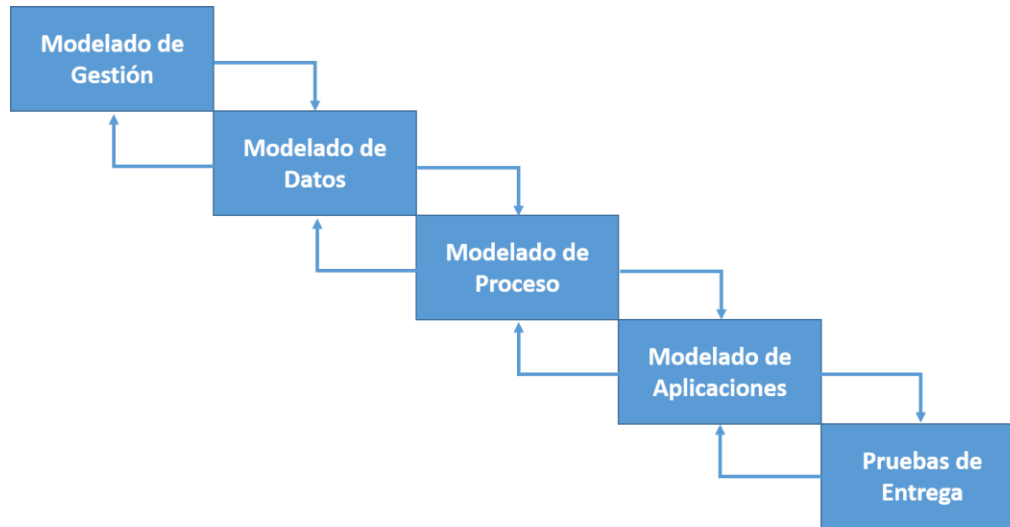 Modelado de
Gestión
Modelado de
Datos
Modelado de
Proceso
Modelado de
Aplicaciones
Pruebas de
Entrega